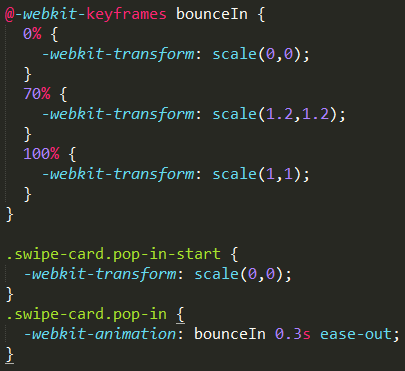 @-webkit-keyframes bounceIn {
  0% {
    -webkit-transform: scale(0,0);
  }
  70% {
    -webkit-transform: scale(1.2,1.2);
  }
  100% {
    -webkit-transform: scale(1,1);
  }
}

.swipe-card.pop-in-start {
  -webkit-transform: scale(0,0);
}
.swipe-card.pop-in {
  -webkit-animation: bounceIn 0.3s ease-out;
}